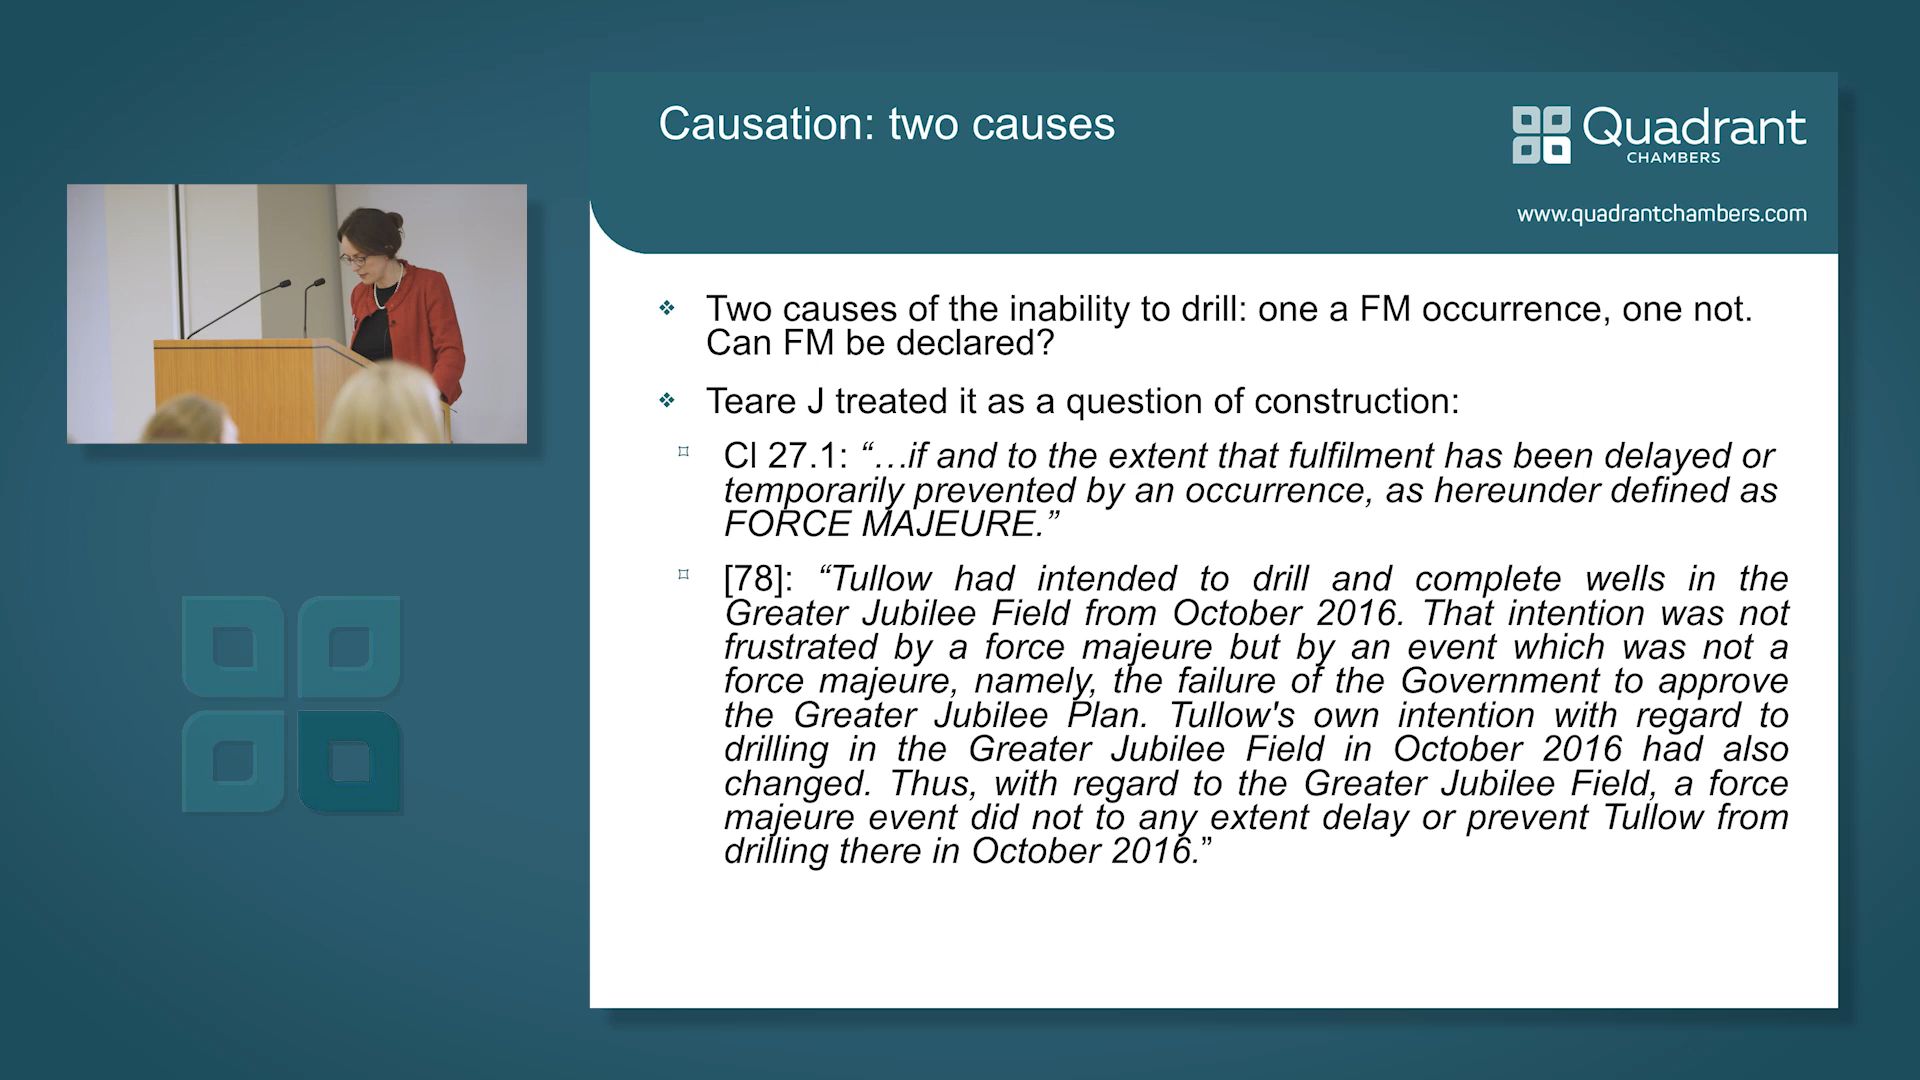 Causation: two causes
Quadrant
CHAMBERS
www.quadrantchambers.com
Two causes of the inability to drill: one a FM occurrence, one not.
Can FM be declared?
Teare J treated it as a question of construction:
Cl 27.1: “…if and to the extent that fulfilment has been delayed or
temporarily prevented by an occurrence, as hereunder defined as
FORCE MAJEURE.”
[78]: “Tullow had intended to drill and complete wells in the
Greater Jubilee Field from October 2016. That intention was not
frustrated by a force majeure but by an event which was not a
force majeure, namely, the failure of the Government to approve
the Greater Jubilee Plan. Tullow's own intention with regard to
drilling in the Greater Jubilee Field in October 2016 had also
changed. Thus, with regard to the Greater Jubilee Field, a force
majeure event did not to any extent delay or prevent Tullow from
drilling there in October 2016.”